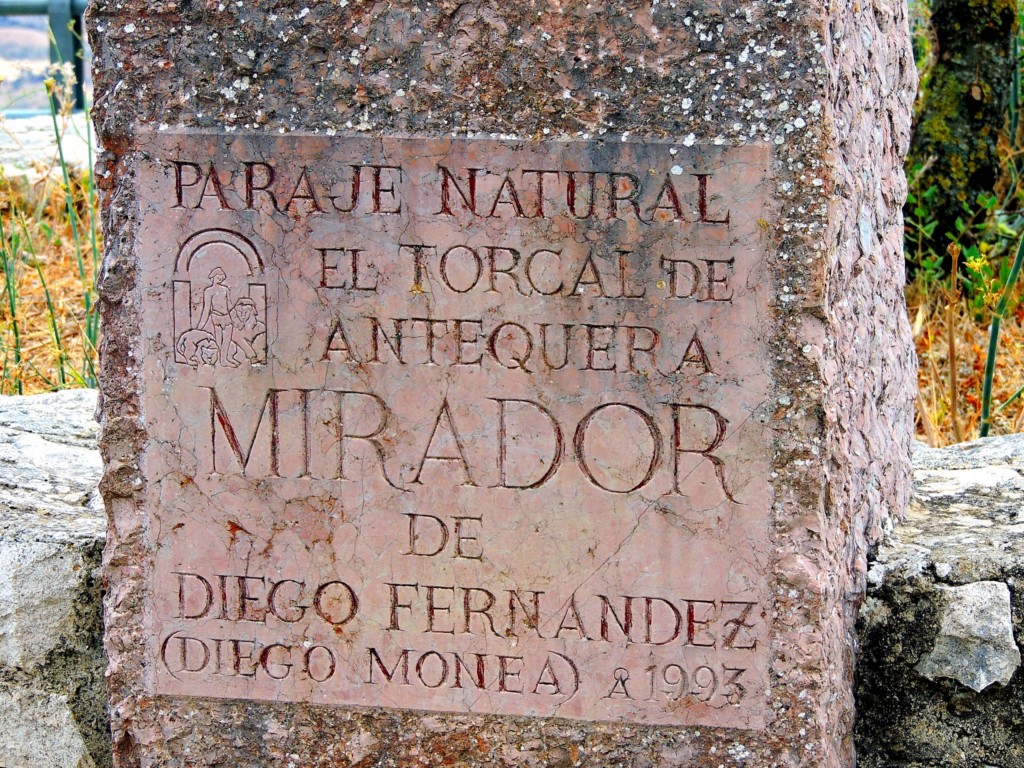 PARAJE NATURAL
EL TORCAL DE
ANTEQUERA
MIRADOR
DE
DIEGO FERNANDEZ
(DIEGO MONEA) 1993